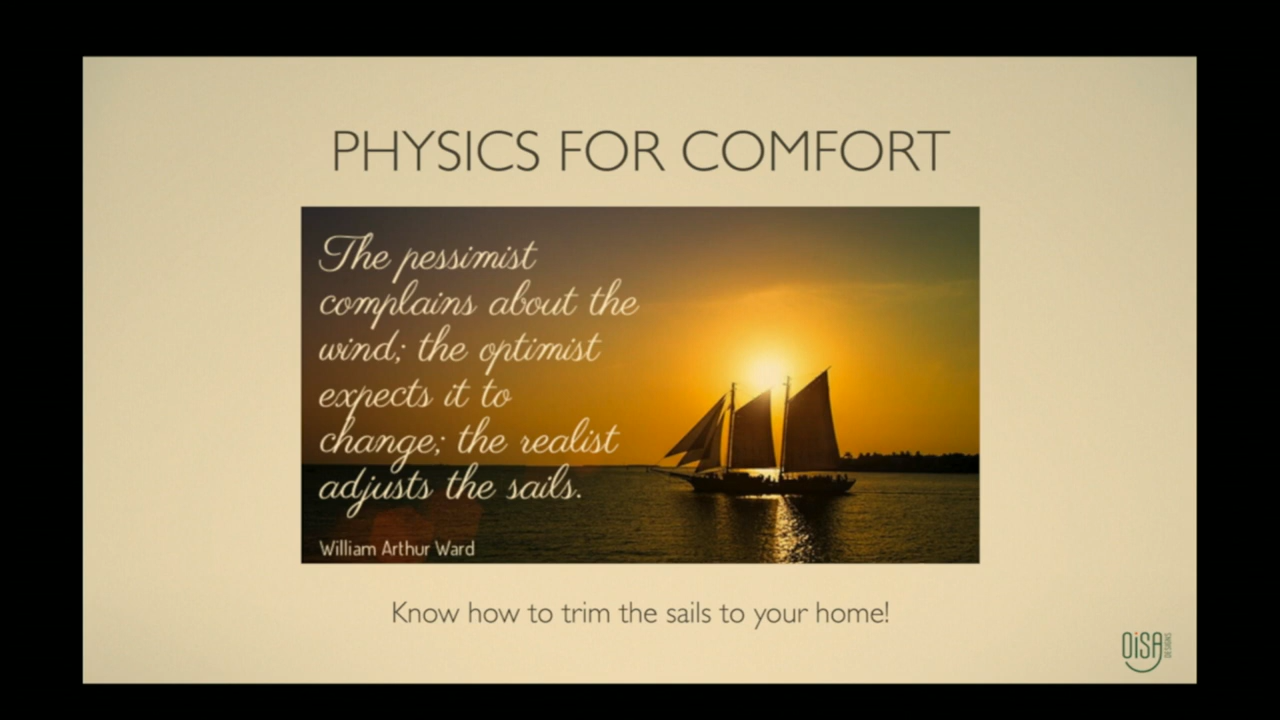 PHYSICS FOR COMFORT
The pessimist
complains about the
wind; the optimist
expects it to
change; the realist
adjusts the sails.
William Arthur Ward
Know how to trim the sails to your home!
OiSA
DESIGNS